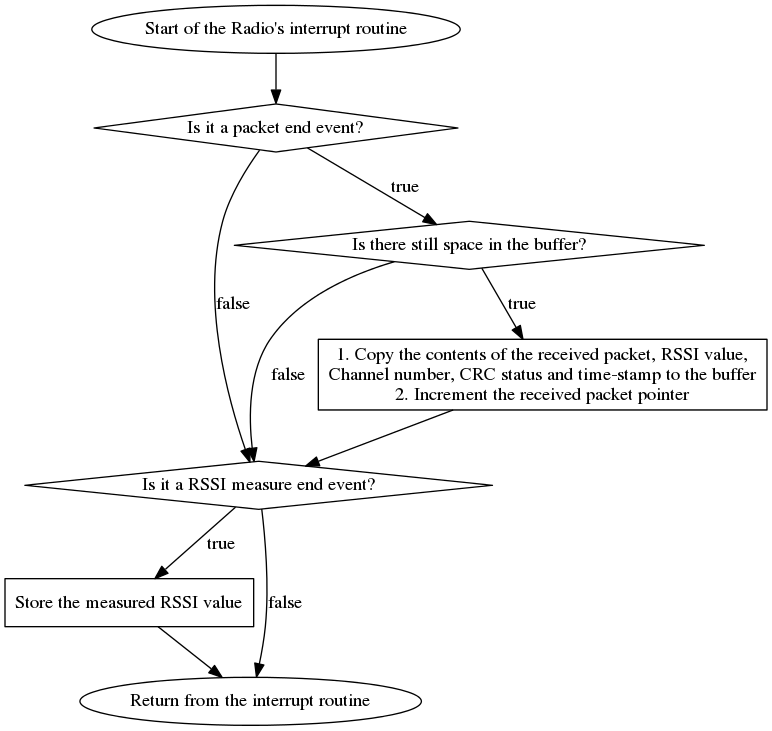 Start of the Radio's interrupt routine
Is it a packet end event?
true
Is there still space in the buffer?
false
true
1. Copy the contents of the received packet, RSSI value,
Channel number, CRC status and time-stamp to the buffer
2. Increment the received packet pointer
false
Is it a RSSI measure end event?
true
Store the measured RSSI value
false
Return from the interrupt routine